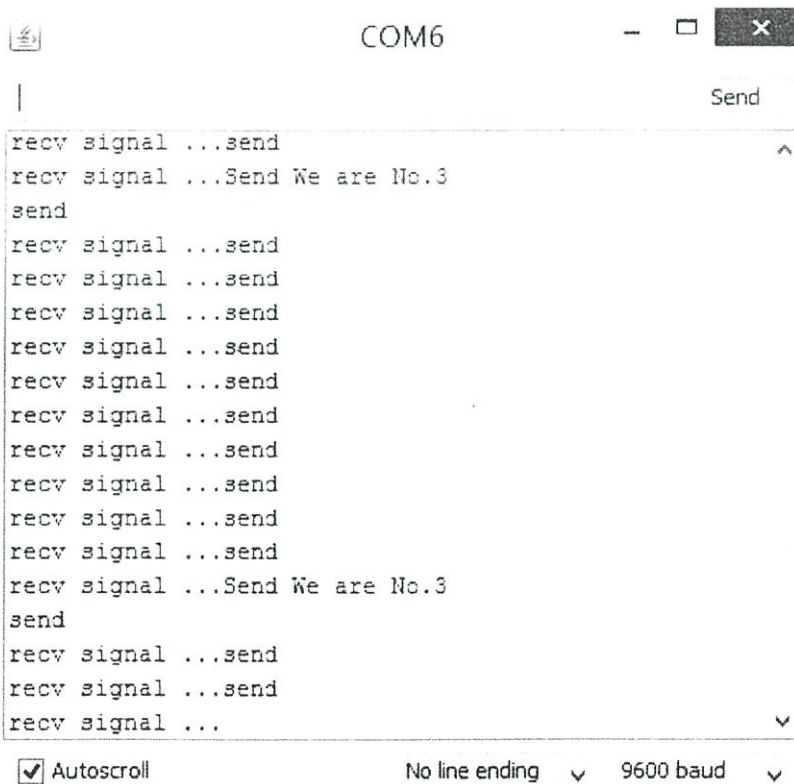 COM6
Send
recv signal ...send
recv signal ...Send We are No.3
send
recv signal ...send
recv signal ...send
recv signal ...send
recv signal ...send
recv signal ...send
recv signal ...send
recv signal ...send
recv signal ...send
recv signal ...send
recv signal ...send
recv signal ...Send We are No.3
send
recv signal ...send
recv signal ...send
recv signal ...
Autoscroll No line ending 9600 baud